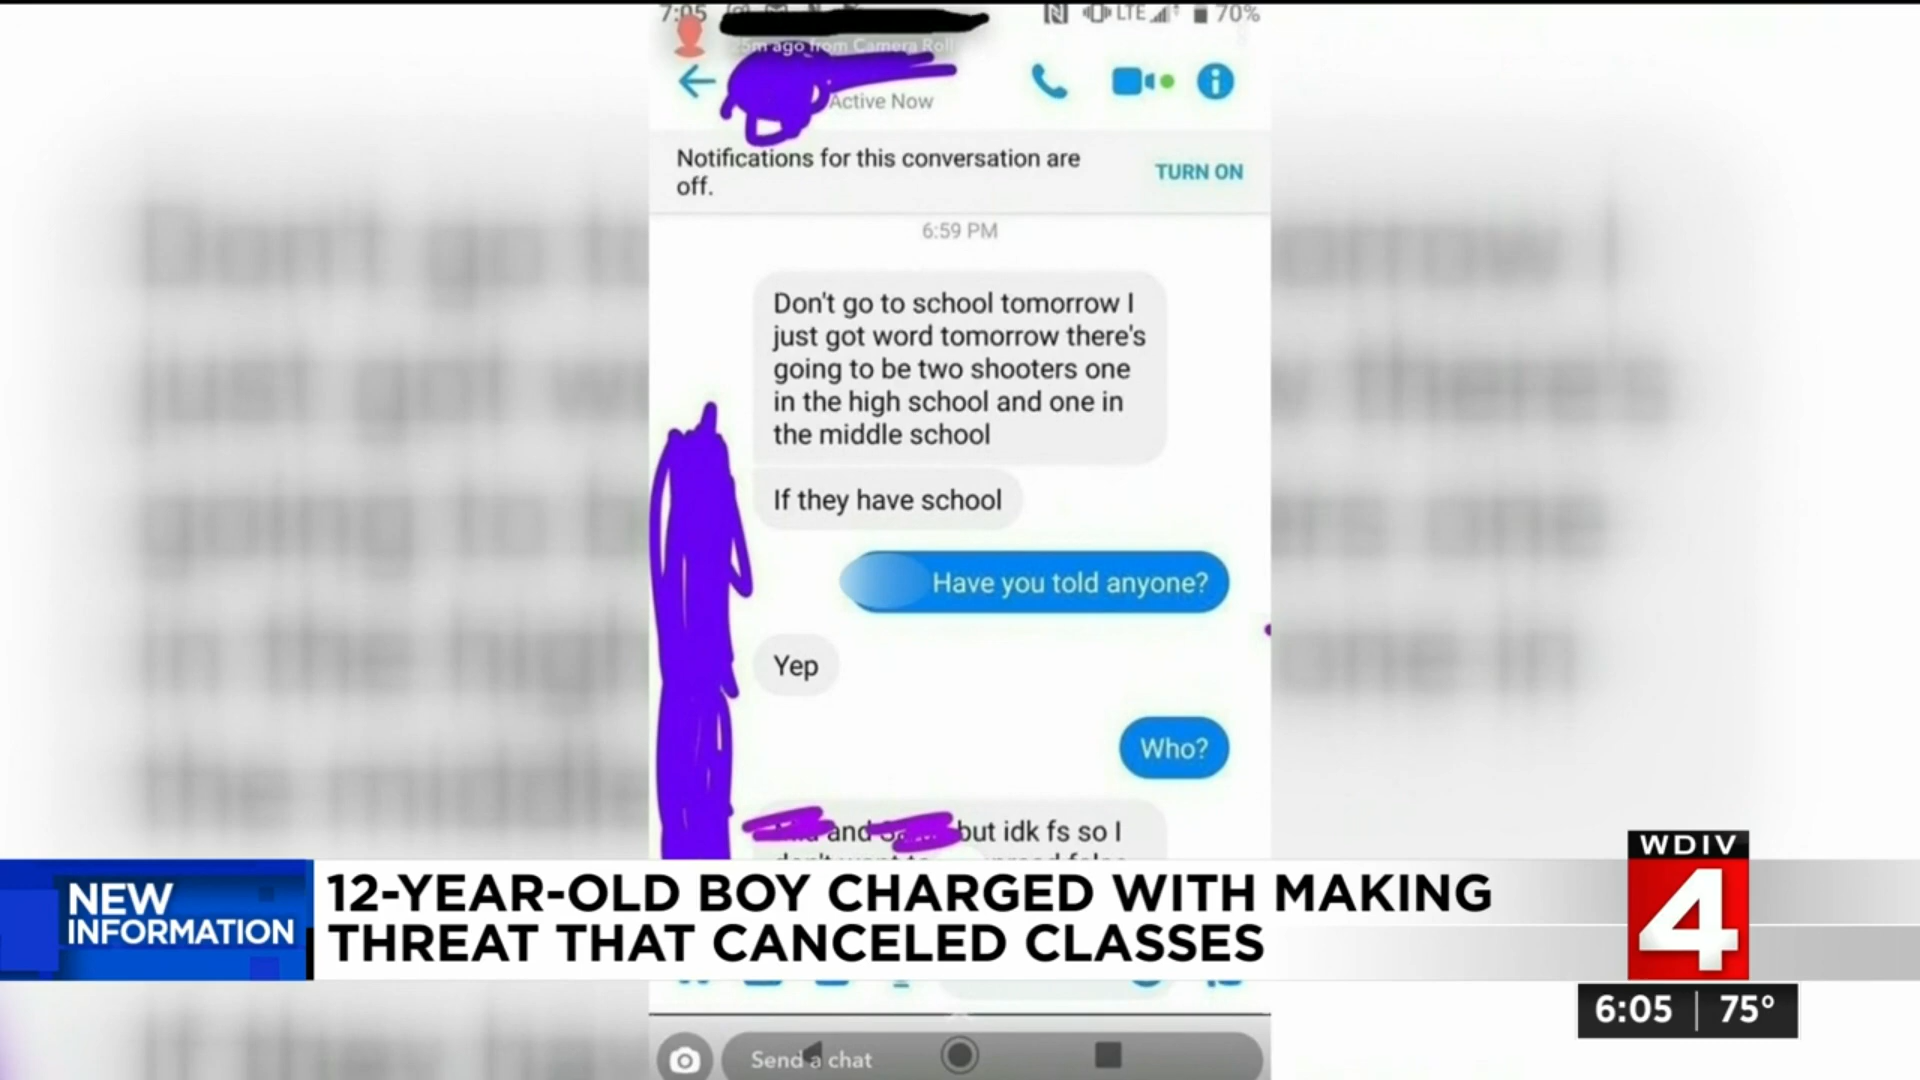 7:05
LTE
70%
25m ago from Camera Roll
Active Now
Notifications for this conversation are
off.
TURN ON
6:59 PM
Don't go to school tomorrow I
just got word tomorrow there's
going to be two shooters one
in the high school and one in
the middle school
If they have school
Have you told anyone?
Yep
Who?
and but idk fs so I
NEW
INFORMATION
12-YEAR-OLD BOY CHARGED WITH MAKING
THREAT THAT CANCELED CLASSES
WDIV
4
6:05 | 75°
Send a chat